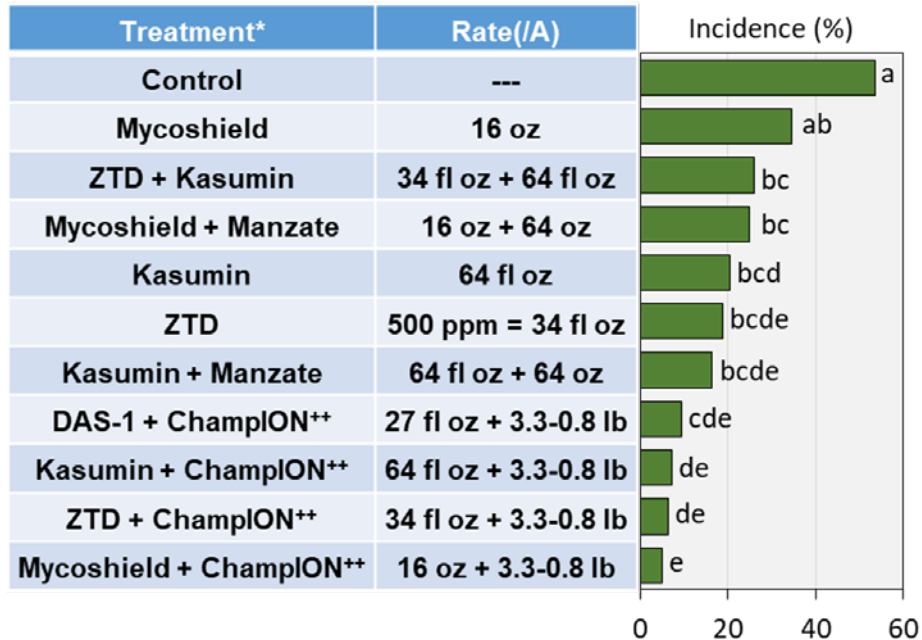 Treatment* Rate(/A) Incidence (%)
Control --- a
Mycoshield 16 oz ab
ZTD + Kasumin 34 fl oz + 64 fl oz bc
Mycoshield + Manzate 16 oz + 64 oz bc
Kasumin 64 fl oz bcd
ZTD 500 ppm = 34 fl oz bcde
Kasumin + Manzate 64 fl oz + 64 oz bcde
DAS-1 + ChampION⁺⁺ 27 fl oz + 3.3-0.8 lb cde
Kasumin + ChampION⁺⁺ 64 fl oz + 3.3-0.8 lb de
ZTD + ChampION⁺⁺ 34 fl oz + 3.3-0.8 lb de
Mycoshield + ChampION⁺⁺ 16 oz + 3.3-0.8 lb e
0 20 40 60